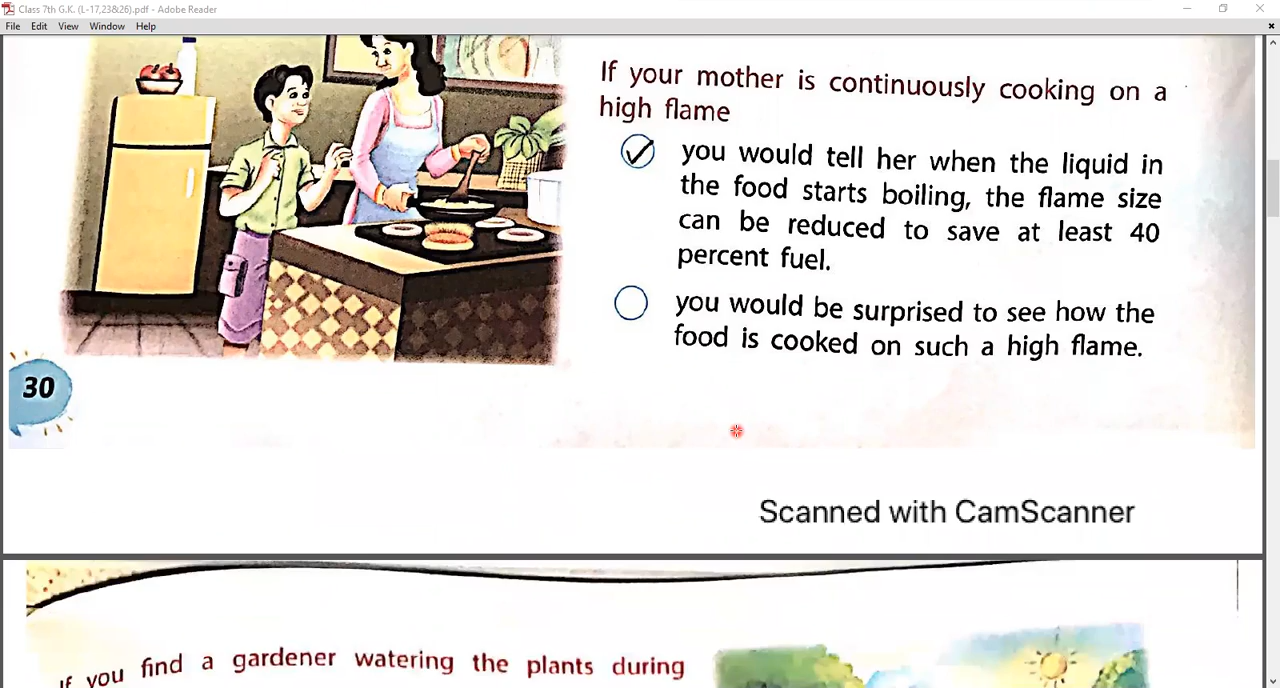 Class 7th G.K. (L-17,23&26).pdf - Adobe Reader
File Edit View Window Help
If your mother is continuously cooking on a
high flame
you would tell her when the liquid in
the food starts boiling, the flame size
can be reduced to save at least 40
percent fuel.
you would be surprised to see how the
food is cooked on such a high flame.
30
Scanned with CamScanner
If you find a gardener watering the plants during